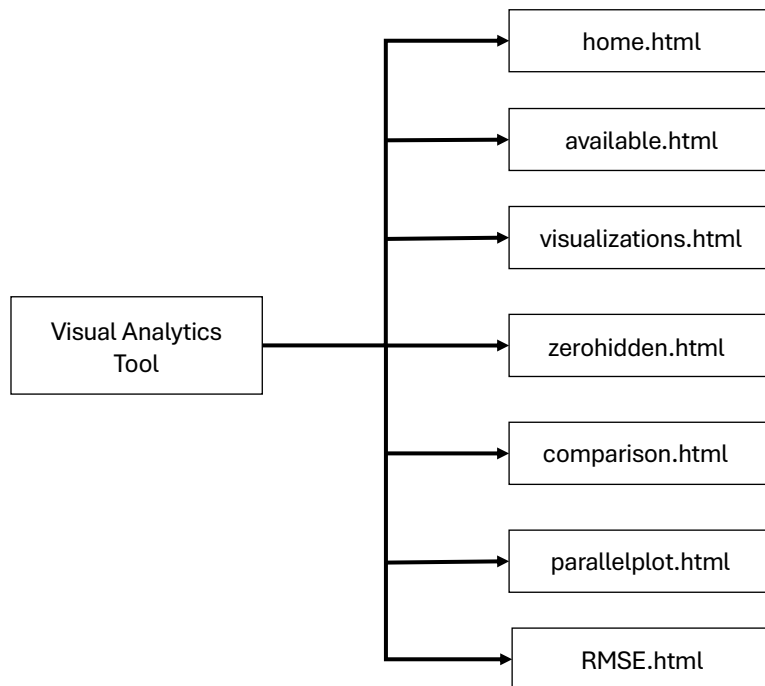 home.html
available.html
visualizations.html
Visual Analytics
Tool
zerohidden.html
comparison.html
parallelplot.html
RMSE.html